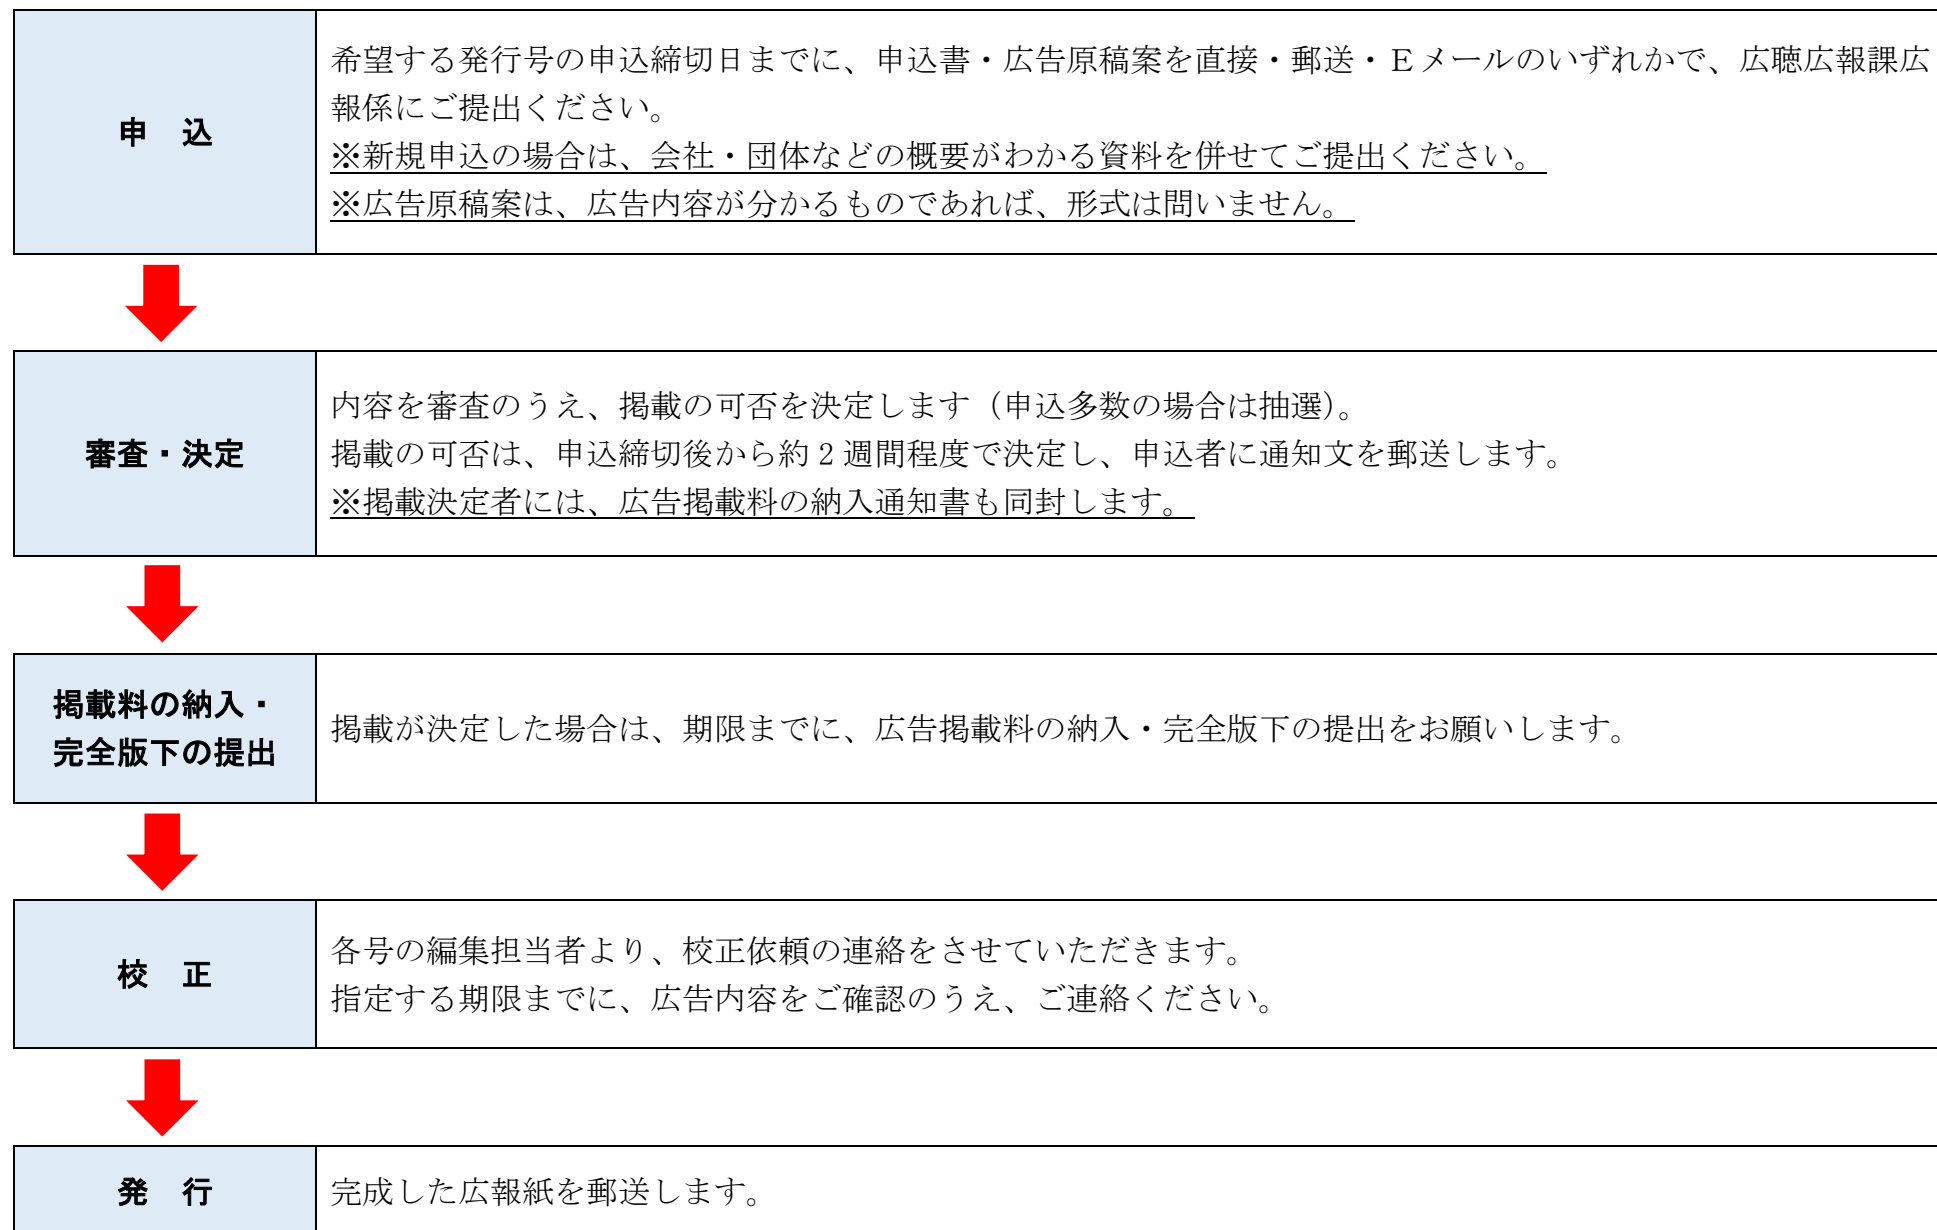 申　込
希望する発行号の申込締切日までに、申込書・広告原稿案を直接・郵送・Ｅメールのいずれかで、広聴広報課広
報係にご提出ください。
※新規申込の場合は、会社・団体などの概要がわかる資料を併せてご提出ください。
※広告原稿案は、広告内容が分かるものであれば、形式は問いません。
審査・決定
内容を審査のうえ、掲載の可否を決定します（申込多数の場合は抽選）。
掲載の可否は、申込締切後から約２週間程度で決定し、申込者に通知文を郵送します。
※掲載決定者には、広告掲載料の納入通知書も同封します。
掲載料の納入・
完全版下の提出
掲載が決定した場合は、期限までに、広告掲載料の納入・完全版下の提出をお願いします。
校　正
各号の編集担当者より、校正依頼の連絡をさせていただきます。
指定する期限までに、広告内容をご確認のうえ、ご連絡ください。
発　行
完成した広報紙を郵送します。